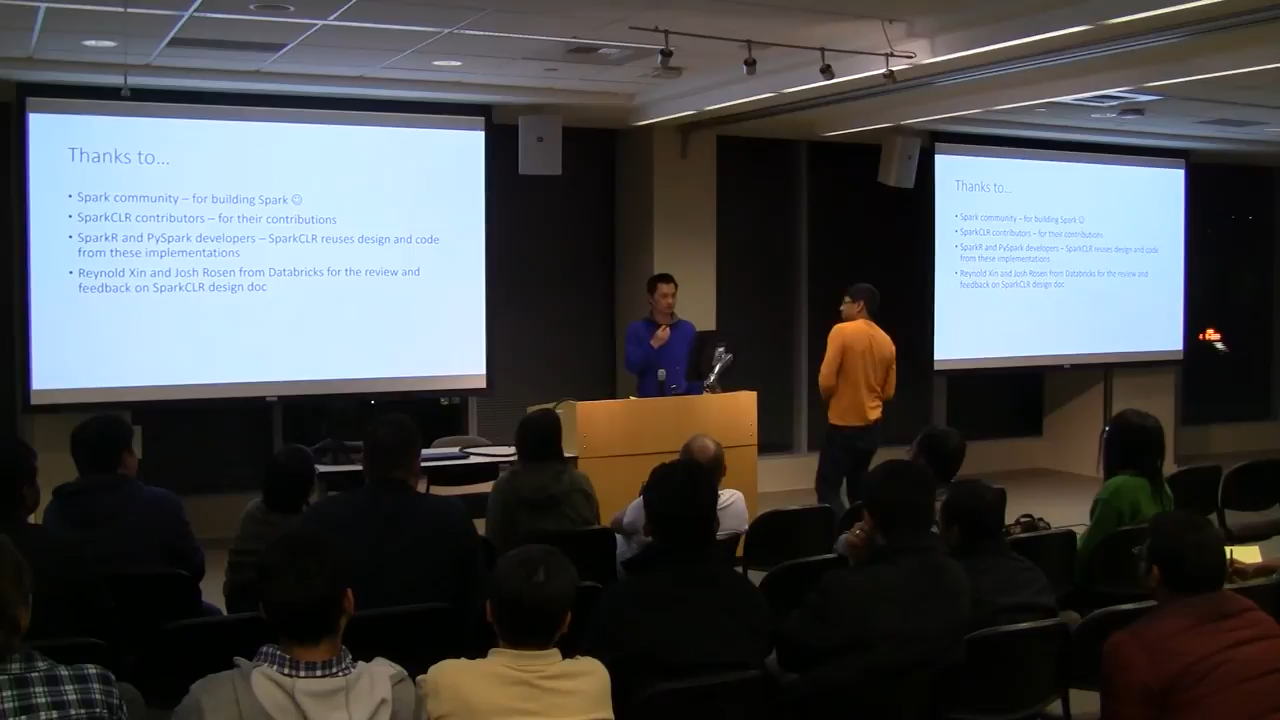 Thanks to...
• Spark community – for building Spark ☺
• SparkCLR contributors – for their contributions
• SparkR and PySpark developers – SparkCLR reuses design and code
from these implementations
• Reynold Xin and Josh Rosen from Databricks for the review and
feedback on SparkCLR design doc
Thanks to...
• Spark community – for building Spark ☺
• SparkCLR contributors – for their contributions
• SparkR and PySpark developers – SparkCLR reuses design and code
from these implementations
• Reynold Xin and Josh Rosen from Databricks for the review and
feedback on SparkCLR design doc